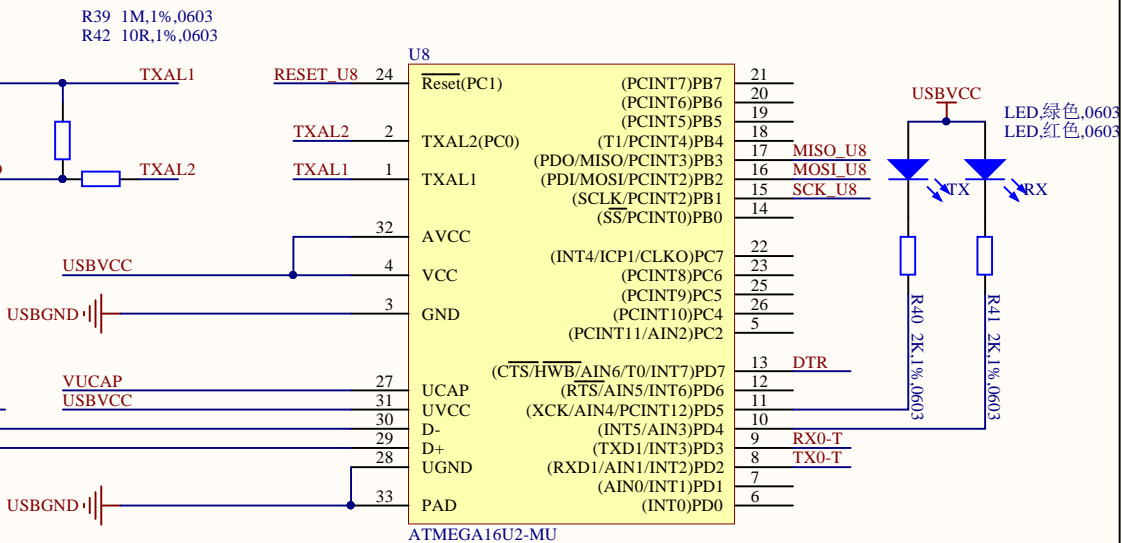 R39 1M,1%,0603
R42 10R,1%,0603
U8
TXAL1
RESET_U8 24 Reset(PC1)
(PCINT7)PB7 21
(PCINT6)PB6 20
(PCINT5)PB5 19
USBVCC
LED,绿色,0603
LED,红色,0603
TXAL2 2 TXAL2(PC0)
(T1/PCINT4)PB4 18
(PDO/MISO/PCINT3)PB3 17 MISO_U8
TXAL2
TXAL1 1 TXAL1
(PDI/MOSI/PCINT2)PB2 16 MOSI_U8
(SCLK/PCINT2)PB1 15 SCK_U8
TX
RX
(SS/PCINT0)PB0 14
32 AVCC
(INT4/ICP1/CLKO)PC7 22
USBVCC 4 VCC
(PCINT8)PC6 23
(PCINT9)PC5 25
USBGND 3 GND
(PCINT10)PC4 26
(PCINT11/AIN2)PC2 5
R40 2K,1%,0603
R41 2K,1%,0603
(CTS/HWB/AIN6/T0/INT7)PD7 13 DTR
VUCAP 27 UCAP
(RTS/AIN5/INT6)PD6 12
USBVCC 31 UVCC
(XCK/AIN4/PCINT12)PD5 11
30 D-
(INT5/AIN3)PD4 10
29 D+
(TXD1/INT3)PD3 9 RX0-T
28 UGND
(RXD1/AIN1/INT2)PD2 8 TX0-T
(AIN0/INT1)PD1 7
USBGND 33 PAD
(INT0)PD0 6
ATMEGA16U2-MU